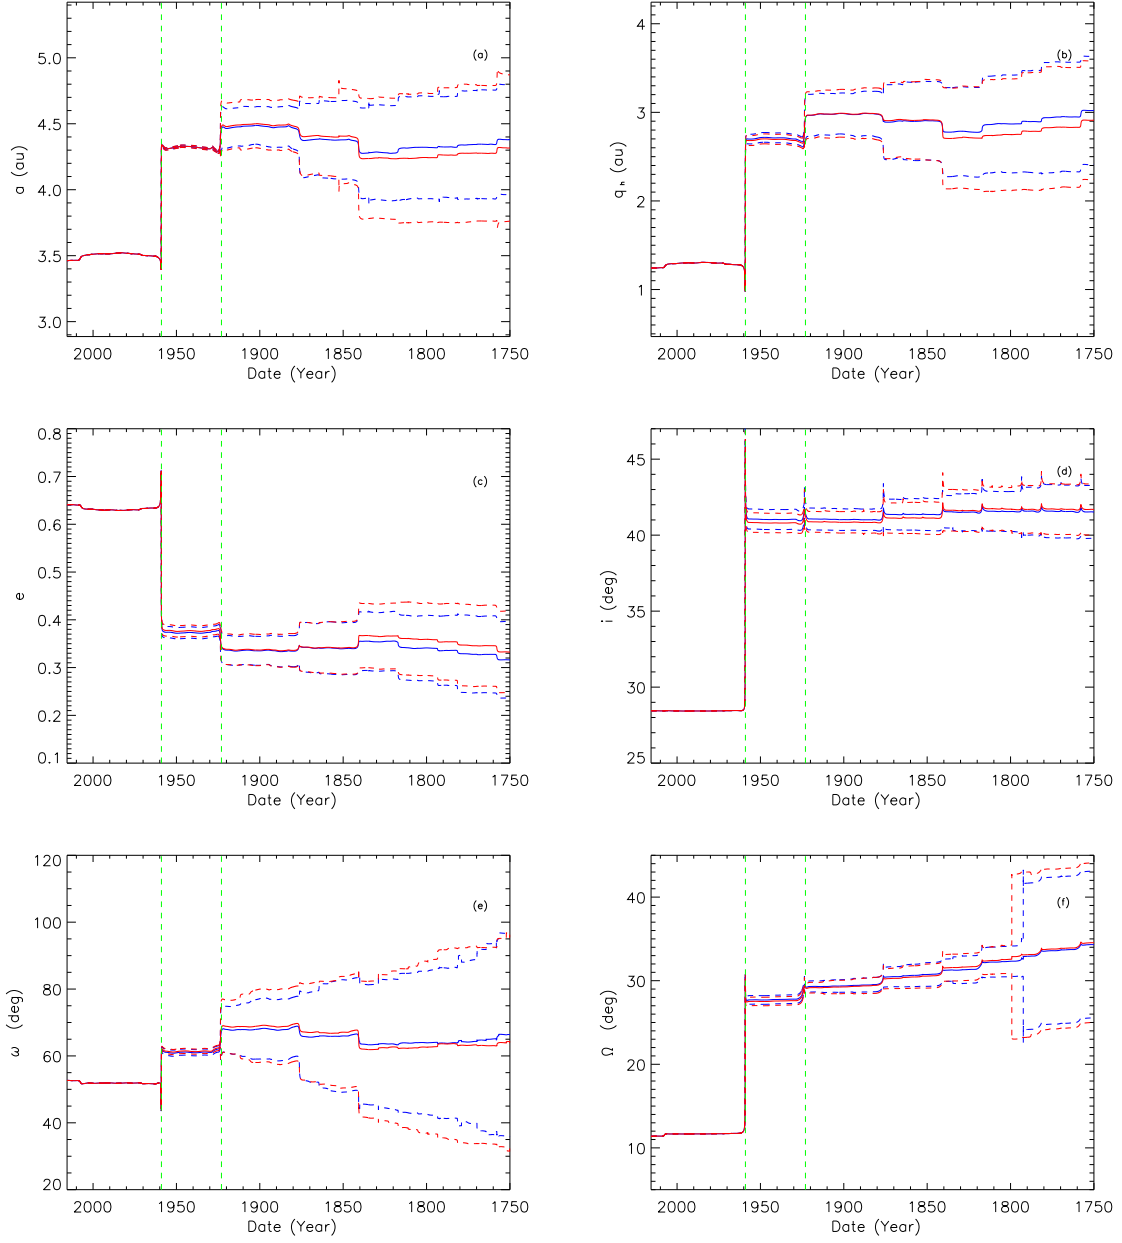 (a)
5.0
4.5
4.0
3.5
3.0
a (au)
2000 1950 1900 1850 1800 1750
Date (Year)
(b)
4
3
2
1
q h (au)
2000 1950 1900 1850 1800 1750
Date (Year)
(c)
0.8
0.7
0.6
0.5
0.4
0.3
0.2
0.1
e
2000 1950 1900 1850 1800 1750
Date (Year)
(d)
45
40
35
30
25
i (deg)
2000 1950 1900 1850 1800 1750
Date (Year)
(e)
120
100
80
60
40
20
ω (deg)
2000 1950 1900 1850 1800 1750
Date (Year)
(f)
40
30
20
10
Ω (deg)
2000 1950 1900 1850 1800 1750
Date (Year)